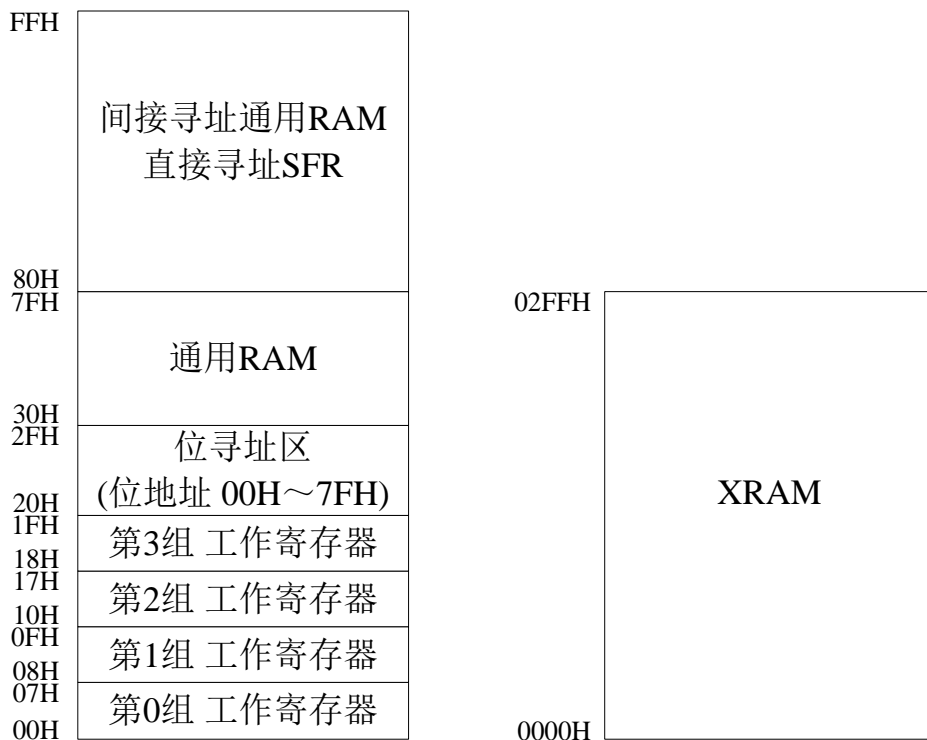 FFH
间接寻址通用RAM
直接寻址SFR
80H
7FH
通用RAM
30H
2FH
位寻址区
(位地址 00H～7FH)
20H
1FH
第3组 工作寄存器
18H
17H
第2组 工作寄存器
10H
0FH
第1组 工作寄存器
08H
07H
第0组 工作寄存器
00H
02FFH
XRAM
0000H